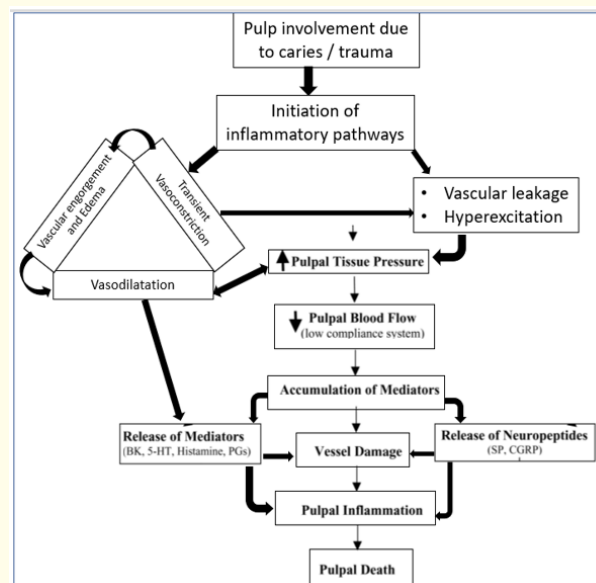 Pulp involvement due
to caries / trauma
Initiation of
inflammatory pathways
Vascular engorgement
and Edema
Transient
Vasoconstriction
• Vascular leakage
• Hyperexcitation
Vasodilatation
Pulpal Tissue Pressure
Pulpal Blood Flow
(low compliance system)
Accumulation of Mediators
Release of Mediators
(BK, 5-HT, Histamine, PGs)
Vessel Damage
Release of Neuropeptides
(SP, CGRP)
Pulpal Inflammation
Pulpal Death